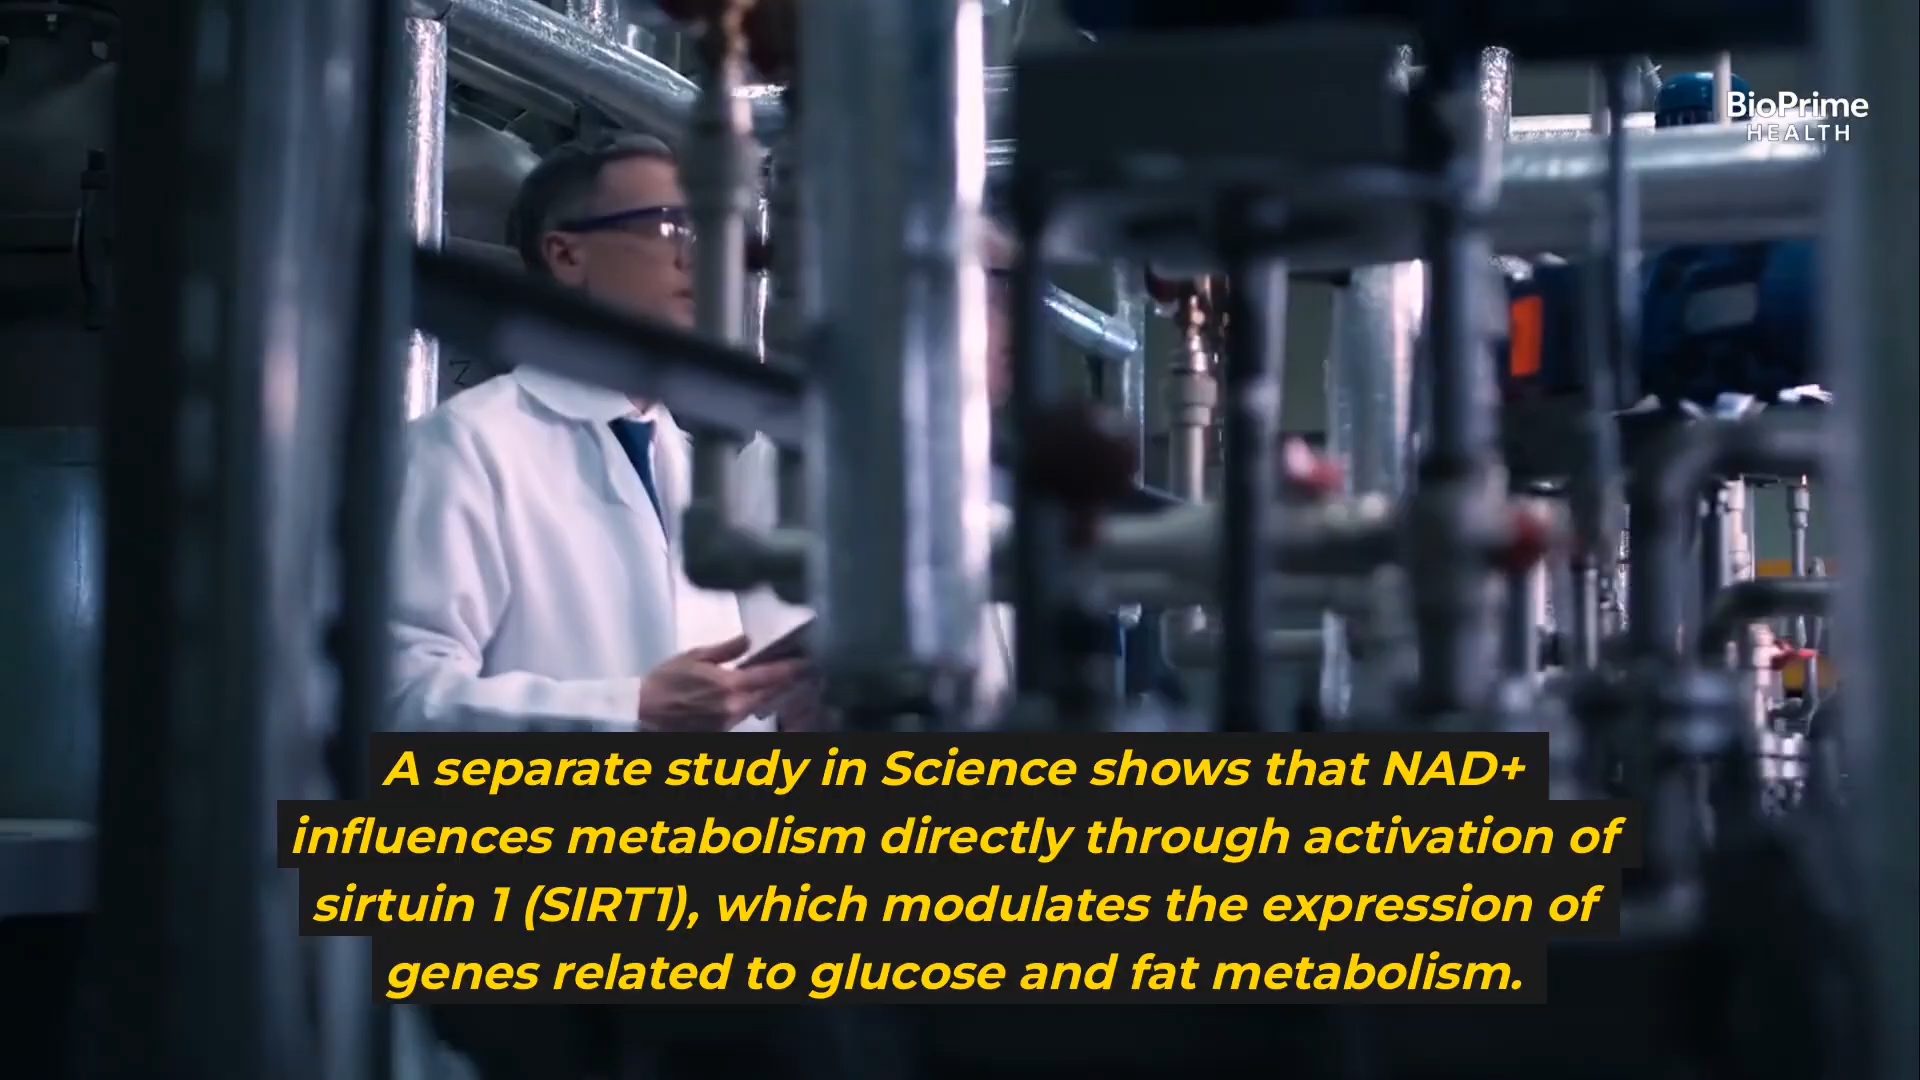 BioPrime
HEALTH
A separate study in Science shows that NAD+
influences metabolism directly through activation of
sirtuin 1 (SIRT1), which modulates the expression of
genes related to glucose and fat metabolism.